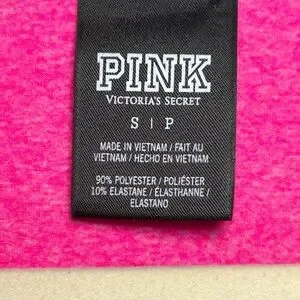 PINK
VICTORIA'S SECRET
S | P
MADE IN VIETNAM / FAIT AU
VIETNAM / HECHO EN VIETNAM
90% POLYESTER / POLIÉSTER
10% ELASTANE / ÉLASTHANNE /
ELASTANO